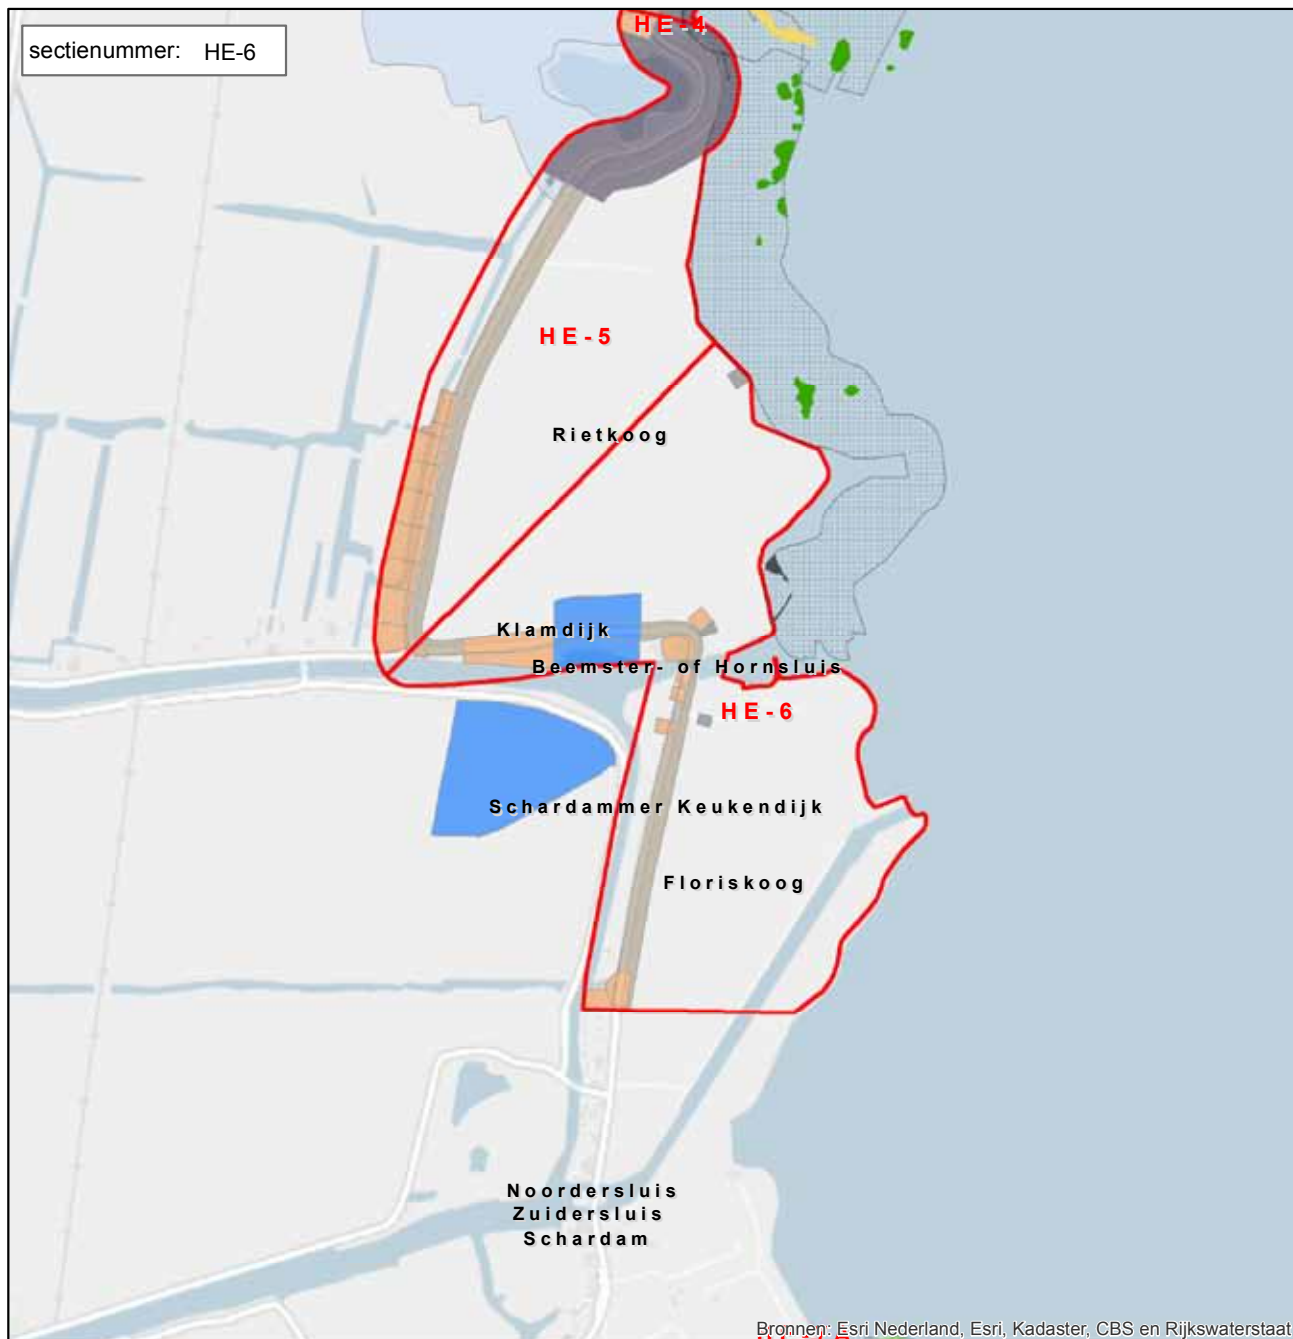 HE-4
sectienummer: HE-6
HE-5
Rietkoog
Klamdijk
Beemster- of Hornsluis
HE-6
Schardammer Keukendijk
Floriskoog
Noordersluis
Zuidersluis
Schardam
Bronnen: Esri Nederland, Esri, Kadaster, CBS en Rijkswaterstaat